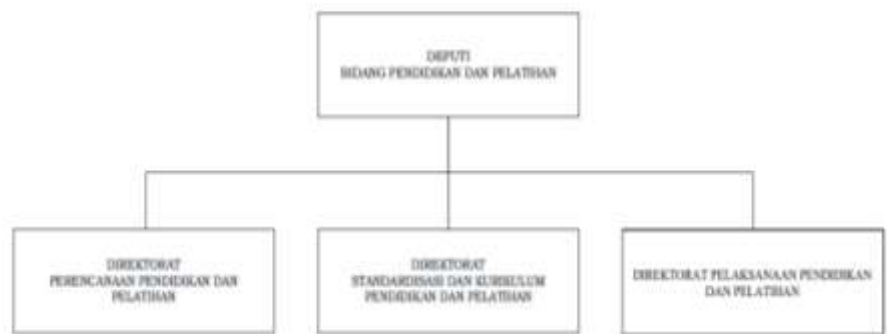 DEPUTI
BIDANG PENDIDIKAN DAN PELATIHAN
DIREKTORAT
PERENCANAAN PENDIDIKAN DAN
PELATIHAN
DIREKTORAT
STANDARDISASI DAN KURIKULUM
PENDIDIKAN DAN PELATIHAN
DIREKTORAT PELAKSANAAN PENDIDIKAN
DAN PELATIHAN